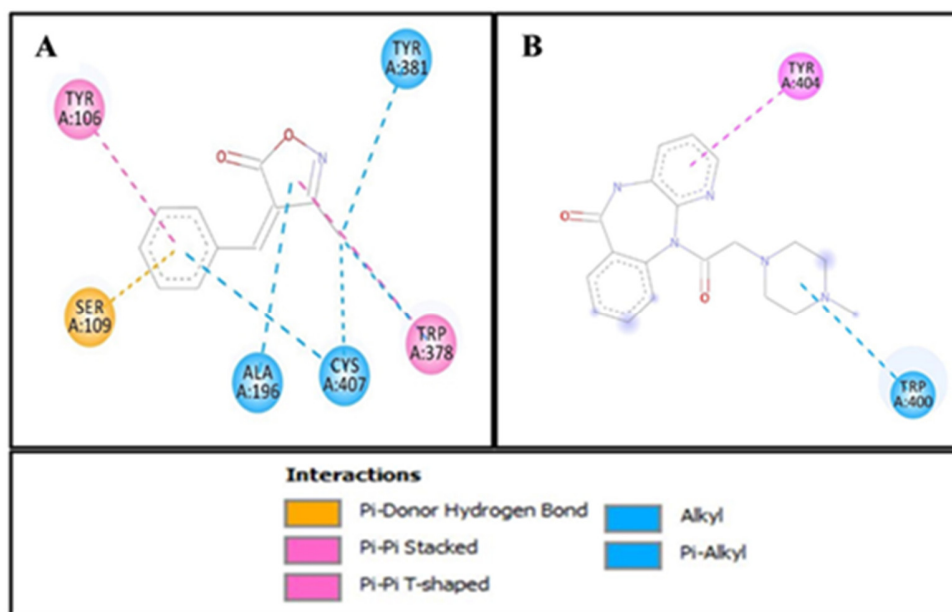 A
TYR
A:381
TYR
A:106
O
O
N
SER
A:109
ALA
A:196
CYS
A:407
TRP
A:378
B
TYR
A:404
N
N
O
N
N
O
N
TRP
A:400
Interactions
Pi-Donor Hydrogen Bond
Pi-Pi Stacked
Pi-Pi T-shaped
Alkyl
Pi-Alkyl